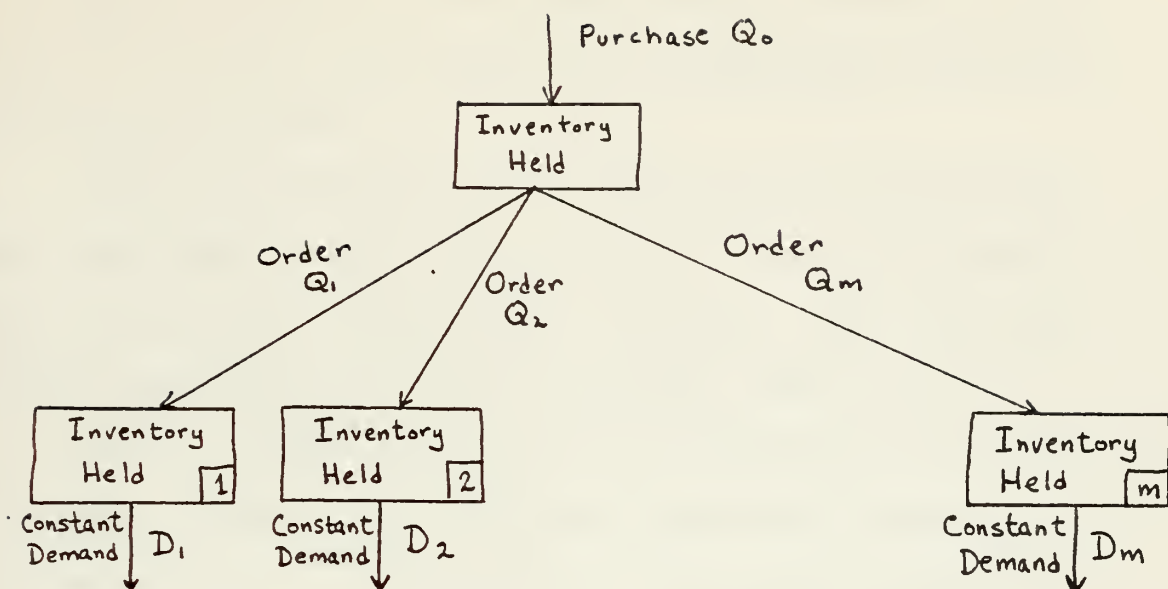 Purchase Q₀
Inventory
Held
Order
Q₁
Order
Q₂
Order
Qm
Inventory
Held
1
Inventory
Held
2
Inventory
Held
m
Constant
Demand
D₁
Constant
Demand
D₂
Constant
Demand
Dm